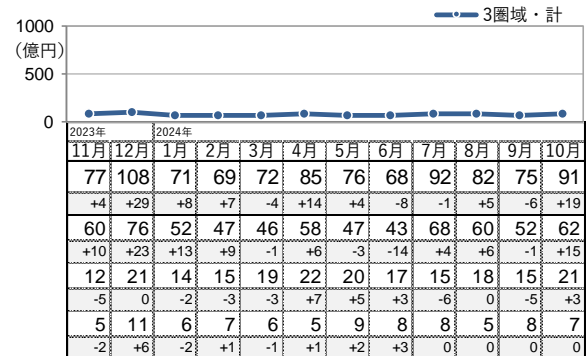 3圏域・計
1000
(億円)
500
0
2023年 2024年
11月 12月 1月 2月 3月 4月 5月 6月 7月 8月 9月 10月
77 108 71 69 72 85 76 68 92 82 75 91
+4 +29 +8 +7 -4 +14 +4 -8 -1 +5 -6 +19
60 76 52 47 46 58 47 43 68 60 52 62
+10 +23 +13 +9 -1 +6 -3 -14 +4 +6 -1 +15
12 21 14 15 19 22 20 17 15 18 15 21
-5 0 -2 -3 -3 +7 +5 +3 -6 0 -5 +3
5 11 6 7 6 5 9 8 8 5 8 7
-2 +6 -2 +1 -1 +1 +2 +3 0 0 0 0